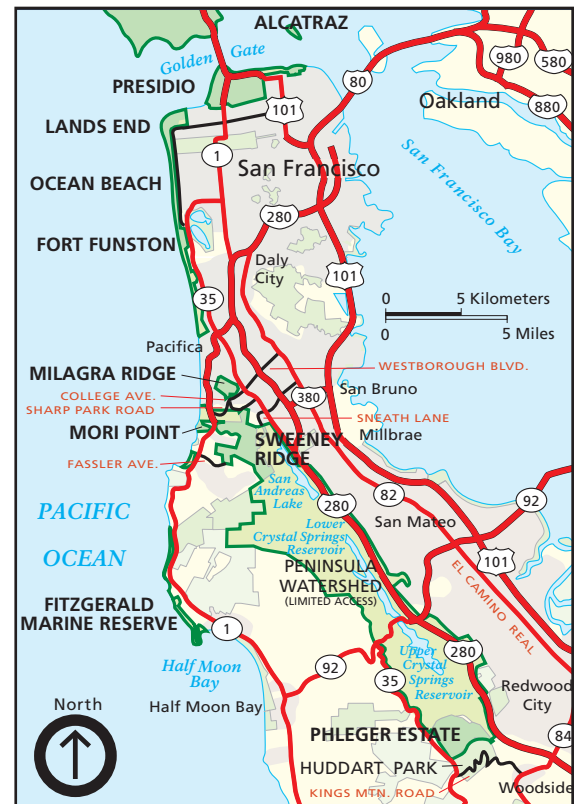 ALCATRAZ
Golden Gate
980
580
PRESIDIO
80
Oakland
880
101
LANDS END
1
San Francisco
San Francisco Bay
OCEAN BEACH
280
FORT FUNSTON
Daly
City
101
35
0 5 Kilometers
0 5 Miles
Pacifica
WESTBOROUGH BLVD.
MILAGRA RIDGE
COLLEGE AVE.
380
San Bruno
SHARP PARK ROAD
SNEATH LANE
MORI POINT
SWEENEY
RIDGE
Millbrae
FASSLER AVE.
San
Andreas
Lake
280
82
92
PACIFIC
OCEAN
Lower
Crystal Springs
Reservoir
San Mateo
101
PENINSULA
WATERSHED
(LIMITED ACCESS)
EL CAMINO REAL
FITZGERALD
MARINE RESERVE
1
Half Moon
Bay
92
35
Upper
Crystal
Springs
Reservoir
280
Redwood
City
North
Half Moon Bay
84
PHLEGER ESTATE
HUDDART PARK
KINGS MTN. ROAD
Woodside